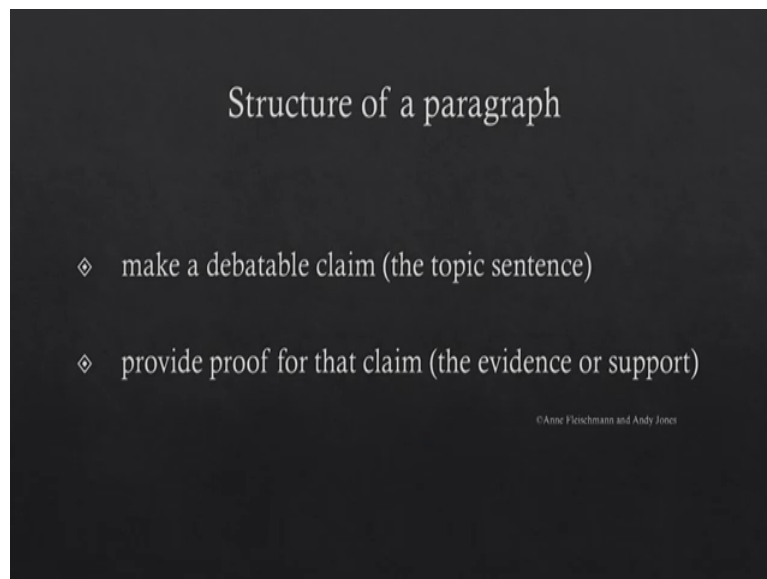 Structure of a paragraph
make a debatable claim (the topic sentence)
provide proof for that claim (the evidence or support)
©Anne Fleischmann and Andy Jones